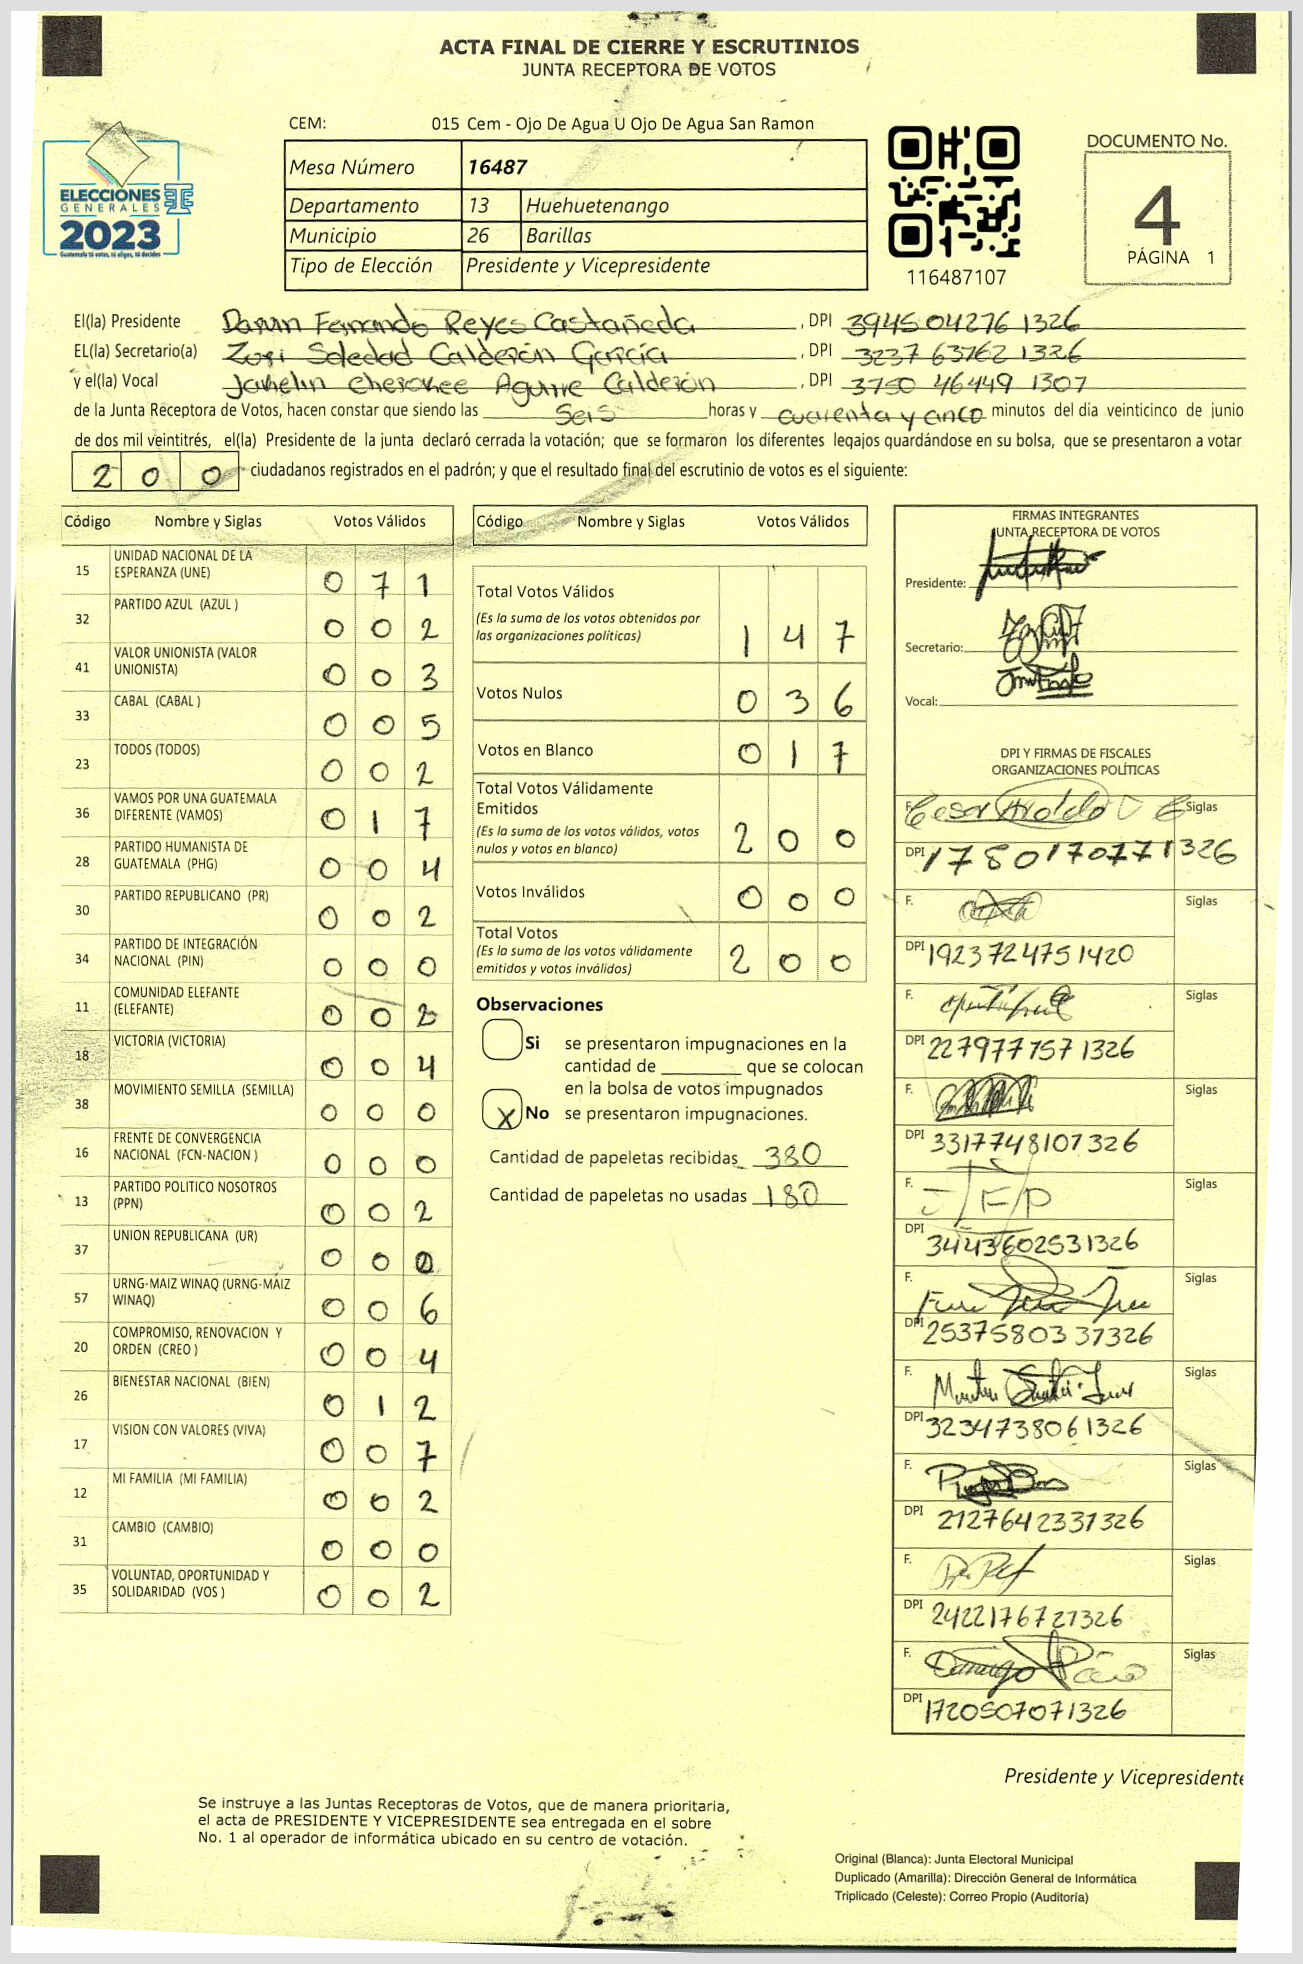 ACTA FINAL DE CIERRE Y ESCRUTINIOS
JUNTA RECEPTORA DE VOTOS
CEM: 015 Cem - Ojo De Agua U Ojo De Agua San Ramon
ELECCIONES
GENERALES
2023
Guatemala tú votas, tú eliges, tú decides
Mesa Número 16487
Departamento 13 Huehuetenango
Municipio 26 Barillas
Tipo de Elección Presidente y Vicepresidente
116487107
DOCUMENTO No.
4
PÁGINA 1
El(la) Presidente Fernando Reyes Castañeda, DPI 3945 04276 1326
EL(la) Secretario(a) Soledad Calderón García, DPI 3237 63762 1326
y el(la) Vocal Cherokee Aguirre Calderón, DPI 3750 46449 1307
de la Junta Receptora de Votos, hacen constar que siendo las Seis horas y cuarenta y cinco minutos del día veinticinco de junio
de dos mil veintitrés, el(la) Presidente de la junta declaró cerrada la votación; que se formaron los diferentes legajos guardándose en su bolsa, que se presentaron a votar
200 ciudadanos registrados en el padrón; y que el resultado final del escrutinio de votos es el siguiente:
Código Nombre y Siglas Votos Válidos
15 UNIDAD NACIONAL DE LA ESPERANZA (UNE) 0 7 1
32 PARTIDO AZUL (AZUL ) 0 0 2
41 VALOR UNIONISTA (VALOR UNIONISTA) 0 0 3
33 CABAL (CABAL ) 0 0 5
23 TODOS (TODOS) 0 0 2
36 VAMOS POR UNA GUATEMALA DIFERENTE (VAMOS) 0 1 7
28 PARTIDO HUMANISTA DE GUATEMALA (PHG) 0 0 4
30 PARTIDO REPUBLICANO (PR) 0 0 2
34 PARTIDO DE INTEGRACIÓN NACIONAL (PIN) 0 0 0
11 COMUNIDAD ELEFANTE (ELEFANTE) 0 0 2
18 VICTORIA (VICTORIA) 0 0 4
38 MOVIMIENTO SEMILLA (SEMILLA) 0 0 0
16 FRENTE DE CONVERGENCIA NACIONAL (FCN-NACION ) 0 0 0
13 PARTIDO POLITICO NOSOTROS (PPN) 0 0 2
37 UNION REPUBLICANA (UR) 0 0 0
57 URNG-MAIZ WINAQ (URNG-MAIZ WINAQ) 0 0 6
20 COMPROMISO, RENOVACION Y ORDEN (CREO ) 0 0 4
26 BIENESTAR NACIONAL (BIEN) 0 1 2
17 VISION CON VALORES (VIVA) 0 0 7
12 MI FAMILIA (MI FAMILIA) 0 0 2
31 CAMBIO (CAMBIO) 0 0 0
35 VOLUNTAD, OPORTUNIDAD Y SOLIDARIDAD (VOS ) 0 0 2
Código Nombre y Siglas Votos Válidos
Total Votos Válidos 1 4 7
(Es la suma de los votos obtenidos por
las organizaciones políticas)
Votos Nulos 0 3 6
Votos en Blanco 0 1 7
Total Votos Válidamente
Emitidos 2 0 0
(Es la suma de los votos válidos, votos
nulos y votos en blanco)
Votos Inválidos 0 0 0
Total Votos 2 0 0
(Es la suma de los votos válidamente
emitidos y votos inválidos)
Observaciones
Si se presentaron impugnaciones en la
cantidad de ________ que se colocan
en la bolsa de votos impugnados
X No se presentaron impugnaciones.
Cantidad de papeletas recibidas 380
Cantidad de papeletas no usadas 180
FIRMAS INTEGRANTES
JUNTA RECEPTORA DE VOTOS
Presidente:
Secretario:
Vocal:
DPI Y FIRMAS DE FISCALES
ORGANIZACIONES POLÍTICAS
F. Cesar Aroldo Siglas
DPI 1780170771326
F. Siglas
DPI 1923724751420
F. Siglas
DPI 2279777571326
F. Siglas
DPI 3317748107326
F. Siglas
DPI 3443602531326
F. Siglas
DPI 2537580337326
F. Siglas
DPI 3234738061326
F. Siglas
DPI 2127642331326
F. Siglas
DPI 2422176727326
F. Siglas
DPI 1720507071326
Presidente y Vicepresidente
Se instruye a las Juntas Receptoras de Votos, que de manera prioritaria,
el acta de PRESIDENTE Y VICEPRESIDENTE sea entregada en el sobre
No. 1 al operador de informática ubicado en su centro de votación.
Original (Blanca): Junta Electoral Municipal
Duplicado (Amarilla): Dirección General de Informática
Triplicado (Celeste): Correo Propio (Auditoría)